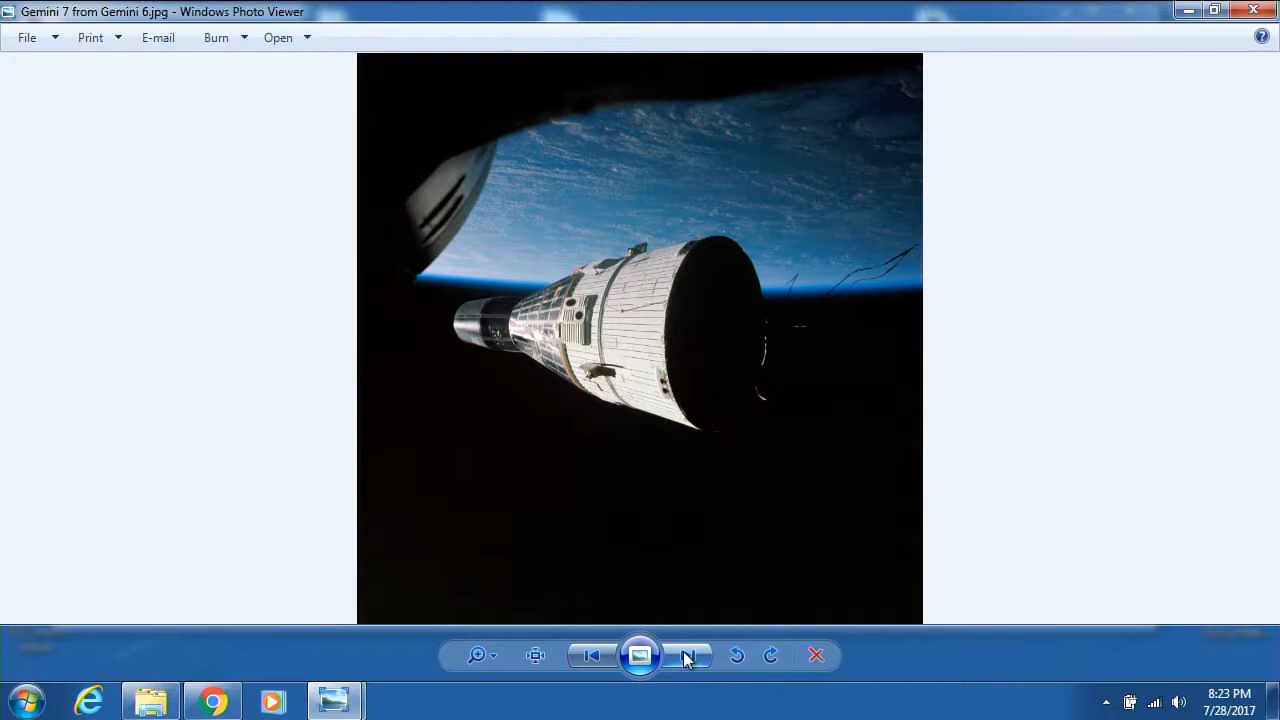 Gemini 7 from Gemini 6.jpg - Windows Photo Viewer
File Print E-mail Burn Open
8:23 PM
7/28/2017